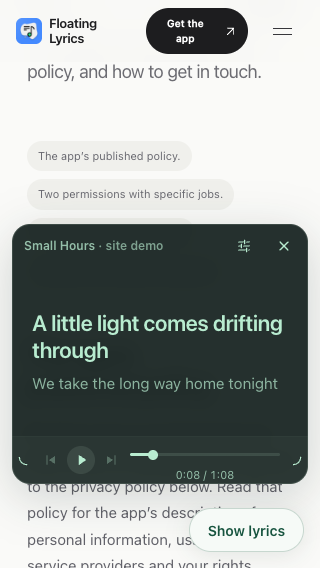 Floating
Lyrics
Get the
app
policy, and how to get in touch.
The app's published policy.
Two permissions with specific jobs.
Small Hours · site demo
A little light comes drifting
through
We take the long way home tonight
0:08 / 1:08
to the privacy policy below. Read that
policy for the app's
personal information,
Show lyrics
service providers and your rights